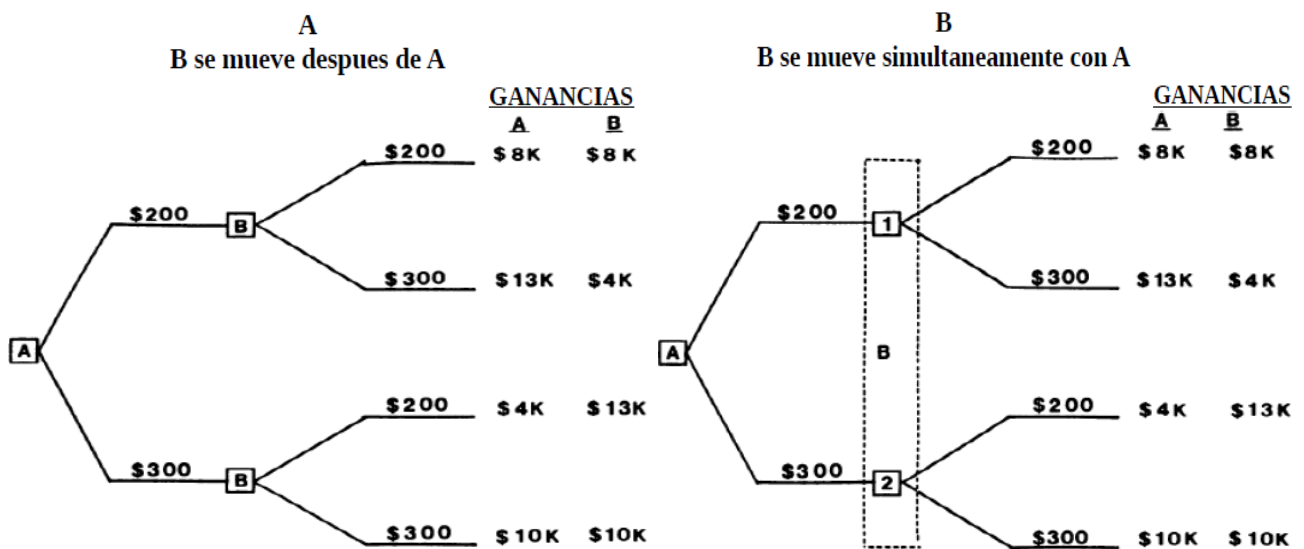 A
B se mueve despues de A
GANANCIAS
A B
$200 $8K $8K
$200 B
$300 $13K $4K
A
$200 $4K $13K
$300 B
$300 $10K $10K
B
B se mueve simultaneamente con A
GANANCIAS
A B
$200 $8K $8K
$200 1
$300 $13K $4K
A B
$200 $4K $13K
$300 2
$300 $10K $10K